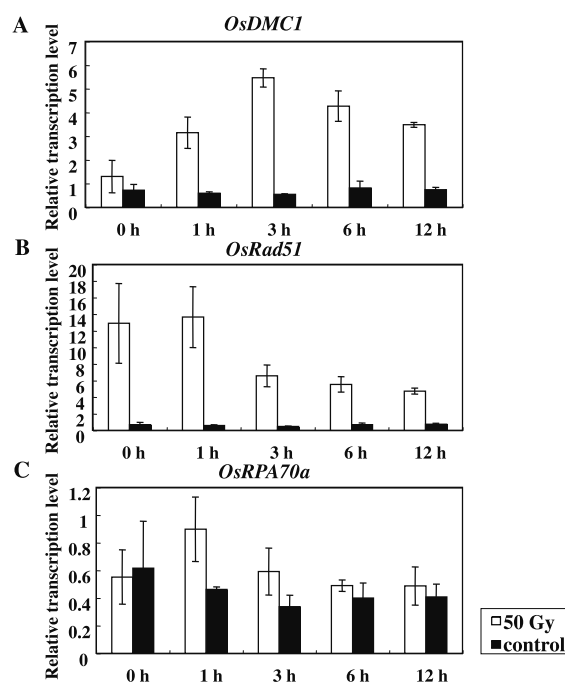 A
OsDMC1
Relative transcription level
7
6
5
4
3
2
1
0
0 h 1 h 3 h 6 h 12 h
B
OsRad51
Relative transcription level
20
18
16
14
12
10
8
6
4
2
0
0 h 1 h 3 h 6 h 12 h
C
OsRPA70a
Relative transcription level
1.2
1
0.8
0.6
0.4
0.2
0
0 h 1 h 3 h 6 h 12 h
50 Gy
control